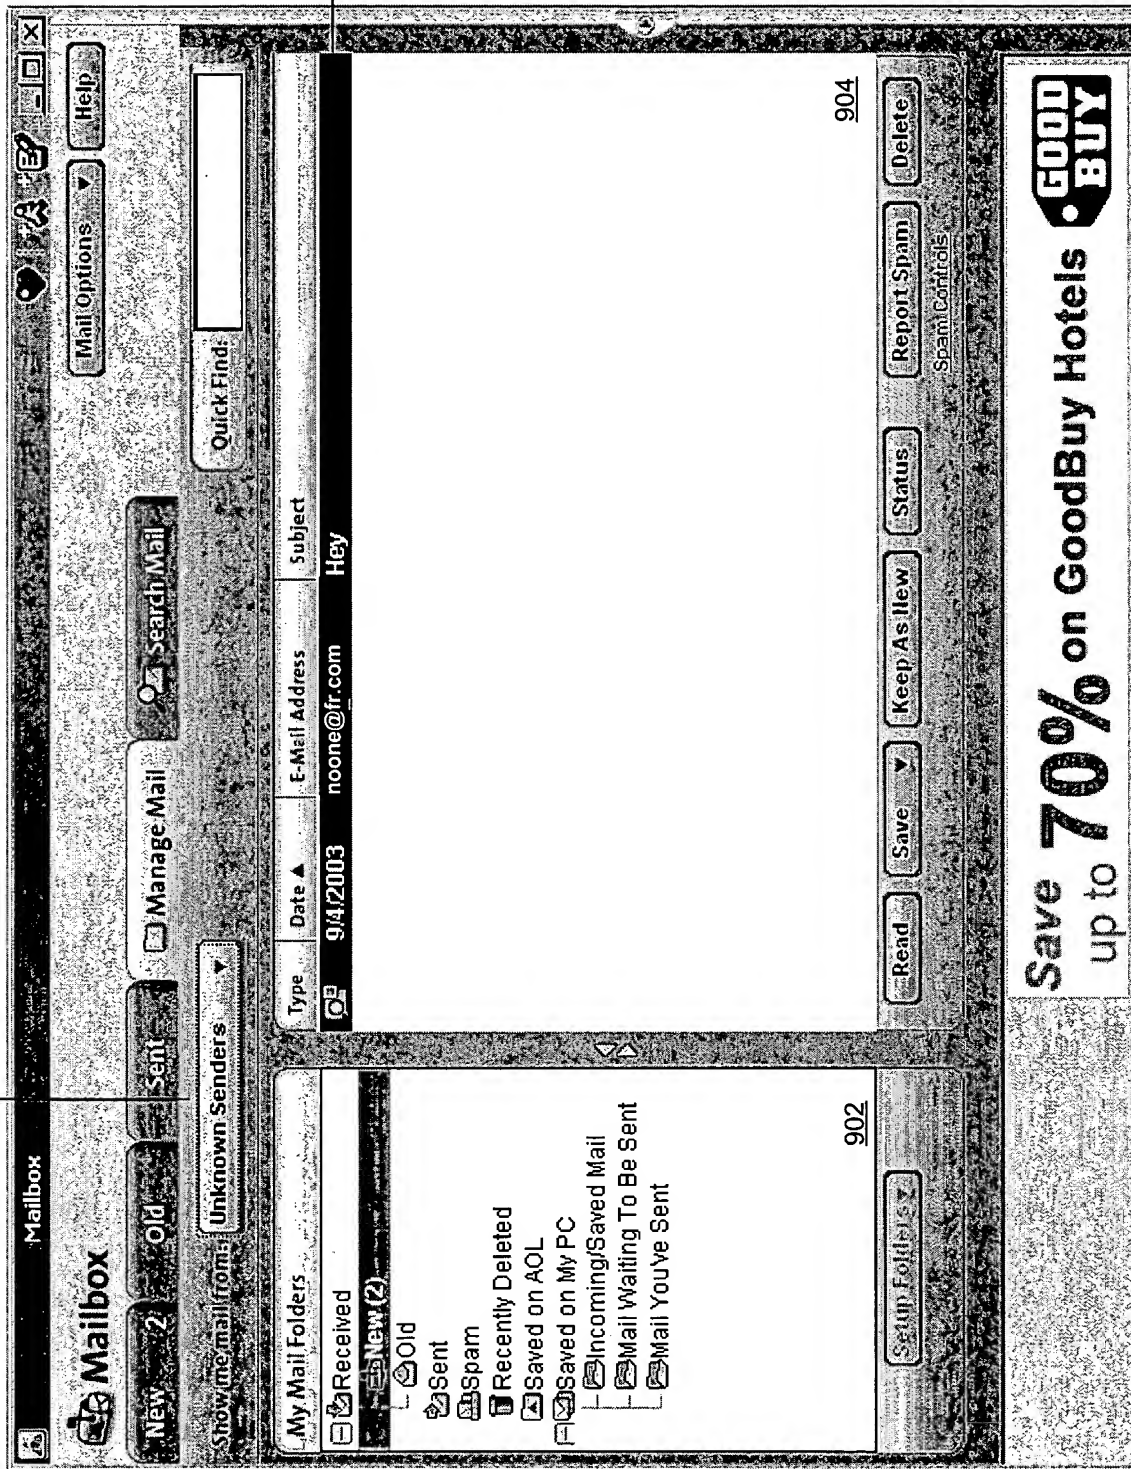 Mailbox
Mailbox
Mail Options Help
New 2 Old Sent Manage Mail Search Mail
Show me mail from: Unknown Senders Quick Find:
My Mail Folders
Type Date E-Mail Address Subject
Received
9/4/2003 noone@fr.com Hey
New (2)
Old
Sent
Spam
Recently Deleted
Saved on AOL
Saved on My PC
Incoming/Saved Mail
Mail Waiting To Be Sent
Mail You've Sent
902
904
Setup Folders
Read Save Keep As New Status Report Spam Delete
Spam Controls
Save up to 70% on GoodBuy Hotels
GOOD
BUY